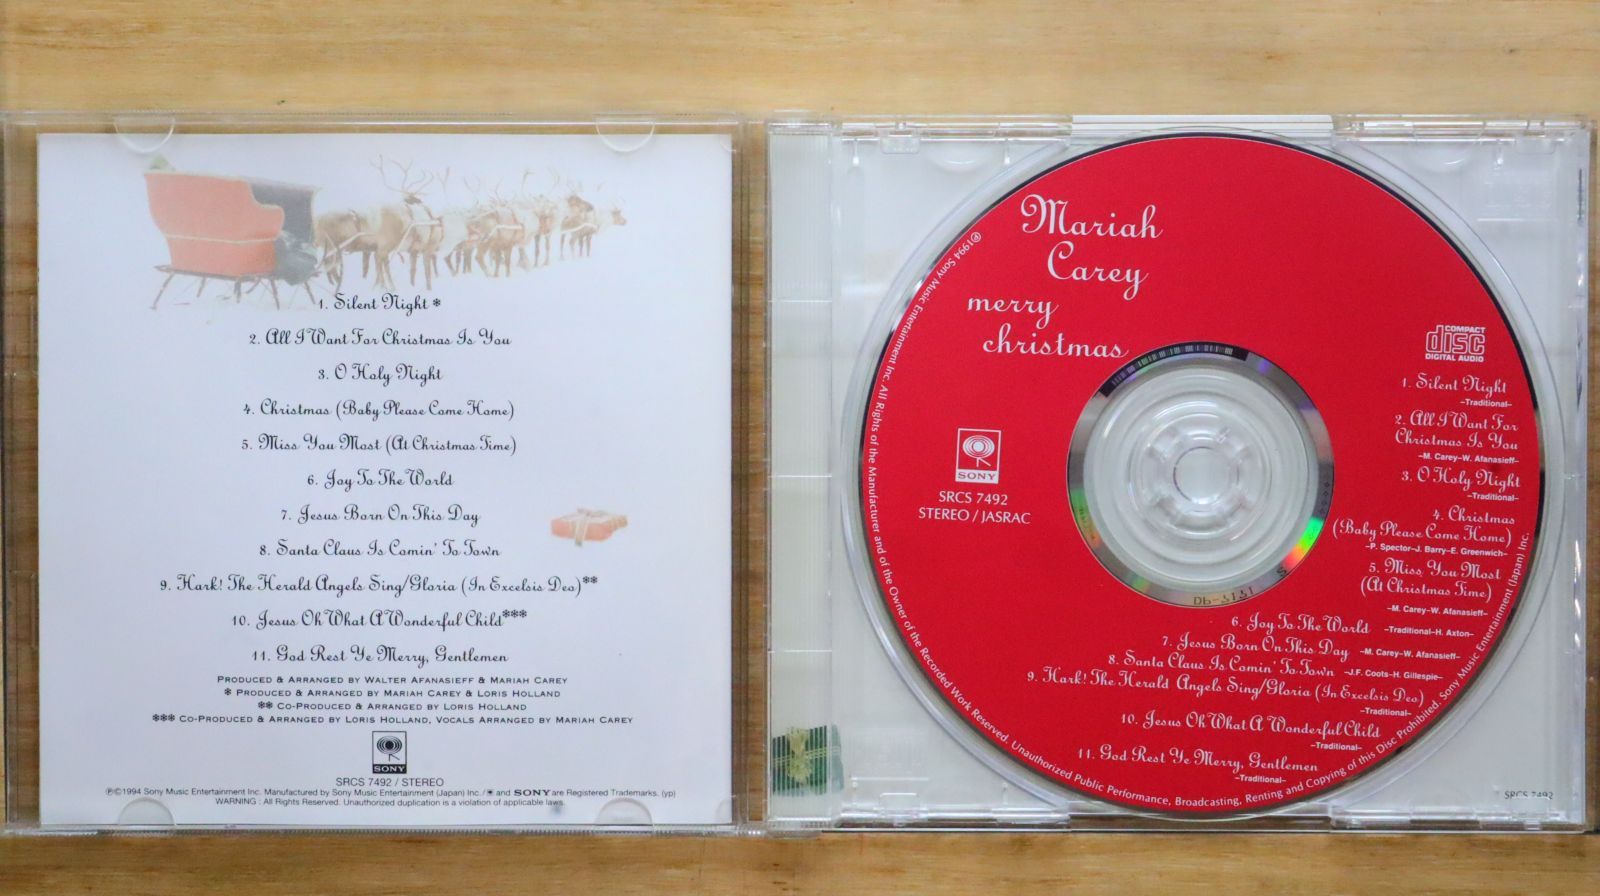 1. Silent Night *
2. All I Want For Christmas Is You
3. O Holy Night
4. Christmas (Baby Please Come Home)
5. Miss You Most (At Christmas Time)
6. Joy To The World
7. Jesus Born On This Day
8. Santa Claus Is Comin' To Town
9. Hark! The Herald Angels Sing/Gloria (In Excelsis Deo)**
10. Jesus Oh What A Wonderful Child***
11. God Rest Ye Merry, Gentlemen
PRODUCED & ARRANGED BY WALTER AFANASIEFF & MARIAH CAREY
* PRODUCED & ARRANGED BY MARIAH CAREY & LORIS HOLLAND
** CO-PRODUCED & ARRANGED BY LORIS HOLLAND
*** CO-PRODUCED & ARRANGED BY LORIS HOLLAND, VOCALS ARRANGED BY MARIAH CAREY
SONY
SRCS 7492 / STEREO
℗©1994 Sony Music Entertainment Inc. Manufactured by Sony Music Entertainment (Japan) Inc./ and SONY are Registered Trademarks. (yp)
WARNING : All Rights Reserved. Unauthorized duplication is a violation of applicable laws.
Mariah
Carey
merry
christmas
COMPACT
disc
DIGITAL AUDIO
SONY
SRCS 7492
STEREO / JASRAC
1. Silent Night
–Traditional–
2. All I Want For
Christmas Is You
–M. Carey–W. Afanasieff–
3. O Holy Night
–Traditional–
4. Christmas
(Baby Please Come Home)
–P. Spector–J. Barry–E. Greenwich–
5. Miss You Most
(At Christmas Time)
–M. Carey–W. Afanasieff–
6. Joy To The World –Traditional–H. Axton–
7. Jesus Born On This Day –M. Carey–W. Afanasieff–
8. Santa Claus Is Comin' To Town –J.F. Coots–H. Gillespie–
9. Hark! The Herald Angels Sing/Gloria (In Excelsis Deo)
–Traditional–
10. Jesus Oh What A Wonderful Child
–Traditional–
11. God Rest Ye Merry, Gentlemen
–Traditional–
℗1994 Sony Music Entertainment Inc. All Rights of the Manufacturer and of the Owner of the Recorded Work Reserved. Unauthorized Public Performance, Broadcasting, Renting and Copying of this Disc Prohibited. Sony Music Entertainment (Japan) Inc.
SRCS 7492